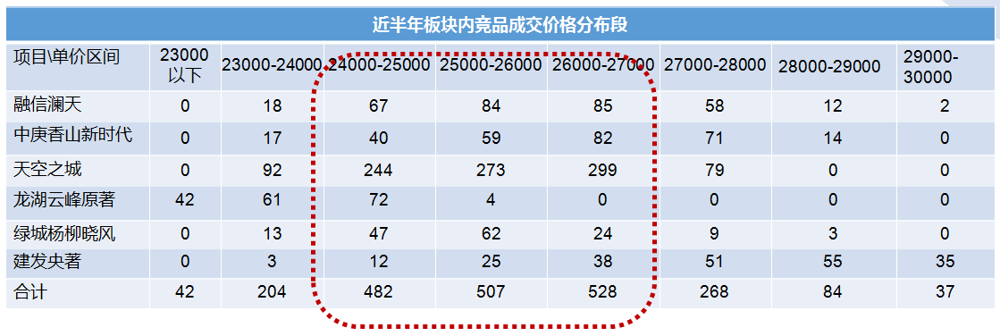 近半年板块内竞品成交价格分布段
项目\单价区间 23000以下 23000-24000 24000-25000 25000-26000 26000-27000 27000-28000 28000-29000 29000-30000
融信澜天 0 18 67 84 85 58 12 2
中庚香山新时代 0 17 40 59 82 71 14 0
天空之城 0 92 244 273 299 79 0 0
龙湖云峰原著 42 61 72 4 0 0 0 0
绿城杨柳晓风 0 13 47 62 24 9 3 0
建发央著 0 3 12 25 38 51 55 35
合计 42 204 482 507 528 268 84 37